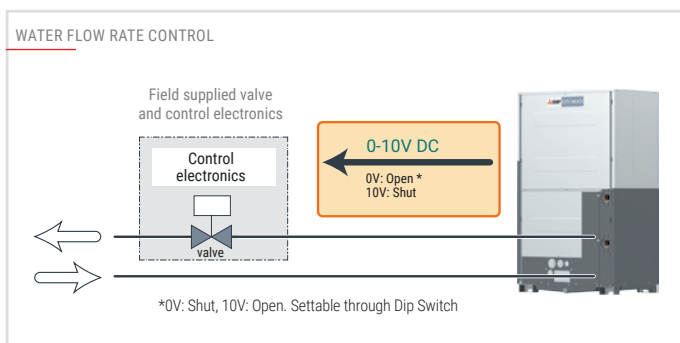 WATER FLOW RATE CONTROL
Field supplied valve
and control electronics
Control
electronics
0-10V DC
0V: Open *
10V: Shut
valve
*0V: Shut, 10V: Open. Settable through Dip Switch